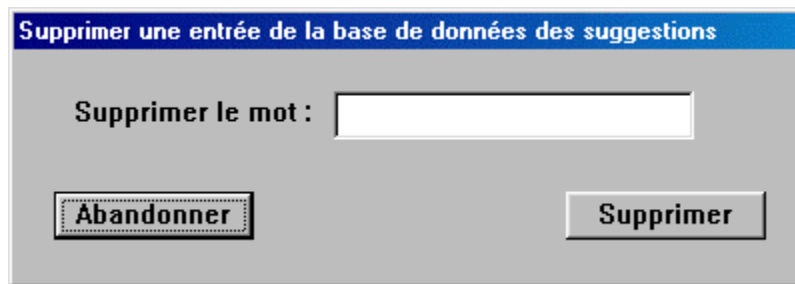 Supprimer une entrée de la base de données des suggestions
Supprimer le mot :
Abandonner
Supprimer